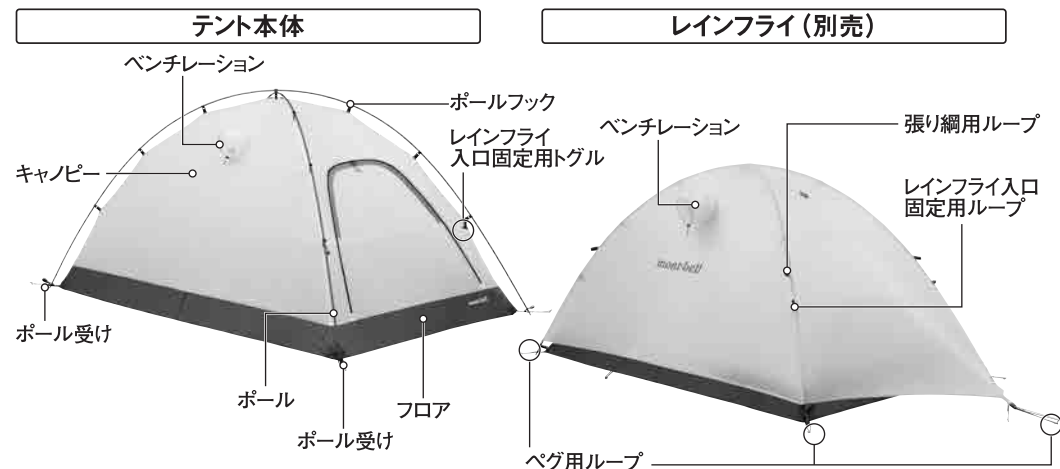 テント本体
ベンチレーション
ポールフック
レインフライ
入口固定用トグル
キャノピー
ポール受け
ポール
ポール受け
フロア
レインフライ（別売）
ベンチレーション
張り綱用ループ
レインフライ入口
固定用ループ
mont-bell
ペグ用ループ